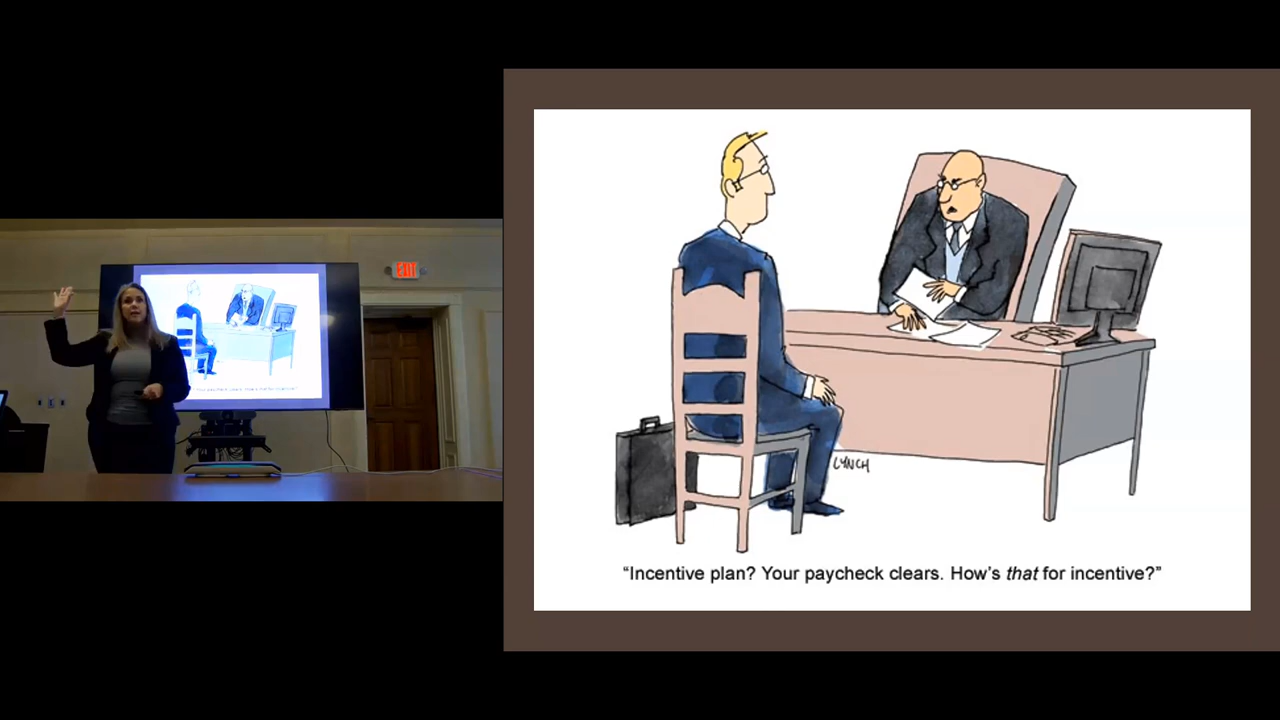 EXIT
LYNCH
“Incentive plan? Your paycheck clears. How’s that for incentive?”